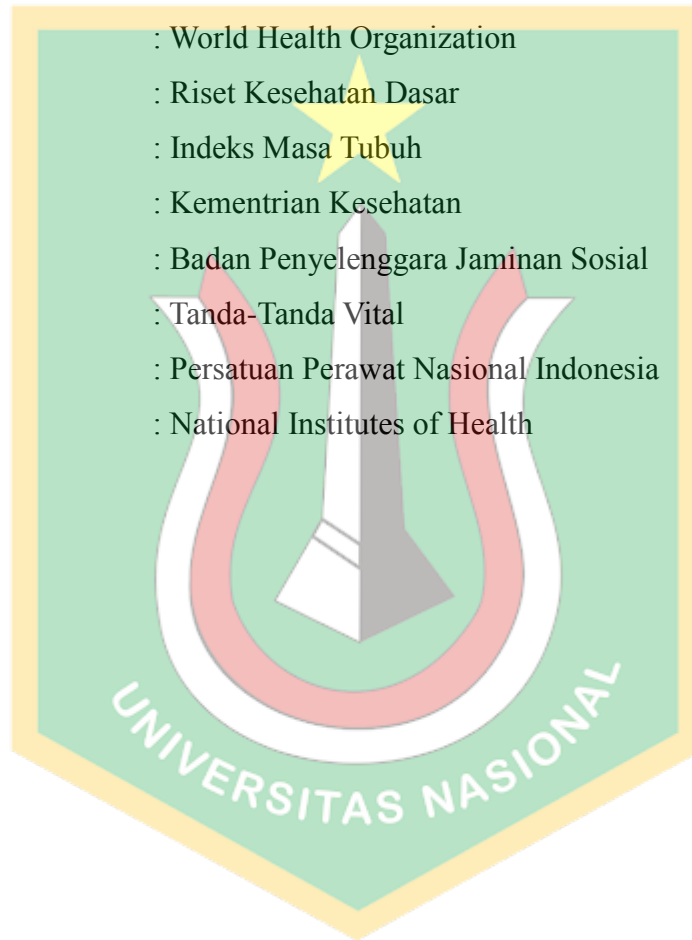 : World Health Organization
: Riset Kesehatan Dasar
: Indeks Masa Tubuh
: Kementrian Kesehatan
: Badan Penyelenggara Jaminan Sosial
: Tanda-Tanda Vital
: Persatuan Perawat Nasional Indonesia
: National Institutes of Health
UNIVERSITAS NASIONAL